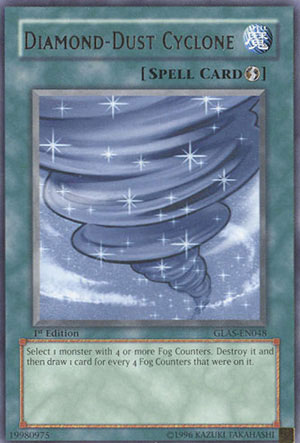 DIAMOND-DUST CYCLONE
魔
[SPELL CARD]
1st Edition
GLAS-EN048
Select 1 monster with 4 or more Fog Counters. Destroy it and
then draw 1 card for every 4 Fog Counters that were on it.
19980975
©1996 KAZUKI TAKAHASHI